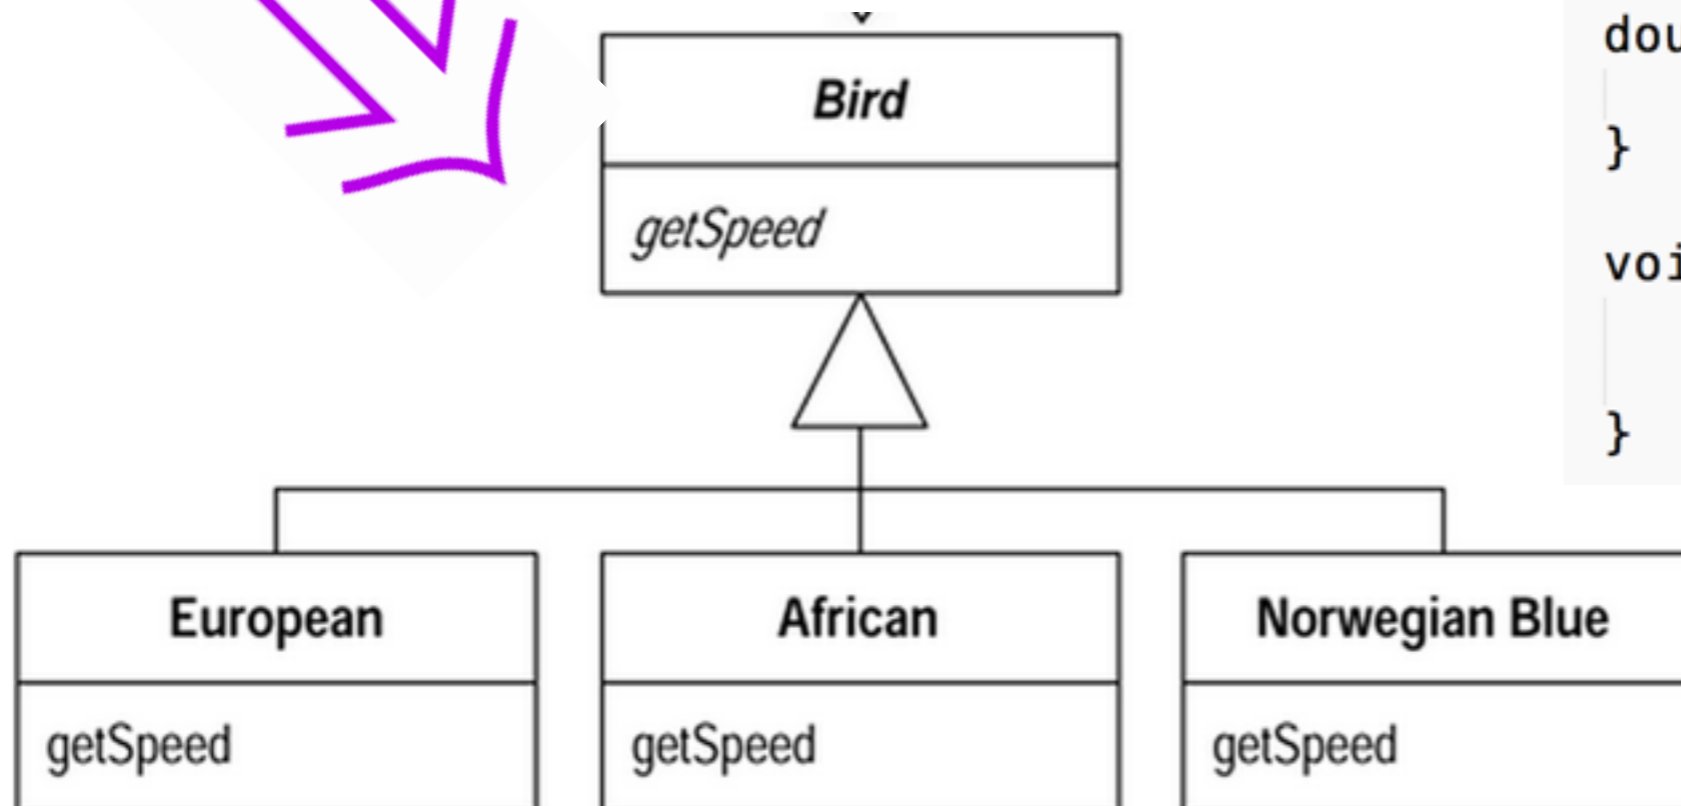 Bird
getSpeed
European
getSpeed
African
getSpeed
Norwegian Blue
getSpeed
}
}